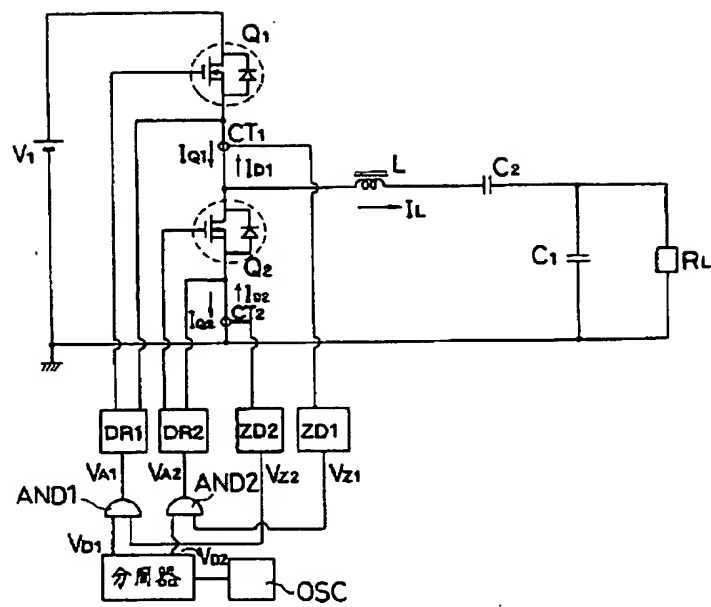 Q1
CT1
V1
IQ1
ID1
L
C2
IL
Q2
C1
RL
ID2
IQ2
CT2
DR1
DR2
ZD2
ZD1
VA1
VA2
VZ2
VZ1
AND1
AND2
VD1
VD2
分周器
OSC